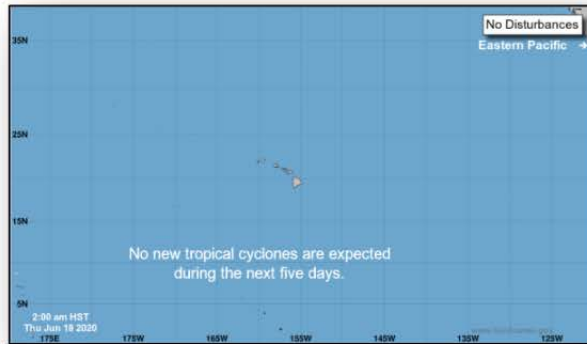 No Disturbances
35N
Eastern Pacific
25N
15N
No new tropical cyclones are expected
during the next five days.
5N
2:00 am HST
Thu Jun 18 2020
175E
175W
165W
155W
145W
135W
125W